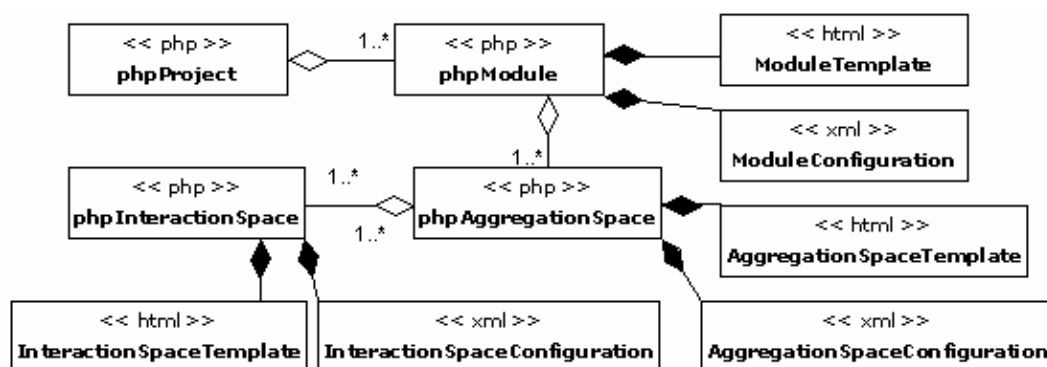 << php >>
phpProject
1..*
<< php >>
phpModule
<< html >>
ModuleTemplate
<< xml >>
ModuleConfiguration
1..*
<< php >>
phpInteractionSpace
1..*
1..*
<< php >>
phpAggregationSpace
<< html >>
AggregationSpaceTemplate
<< html >>
InteractionSpaceTemplate
<< xml >>
InteractionSpaceConfiguration
<< xml >>
AggregationSpaceConfiguration